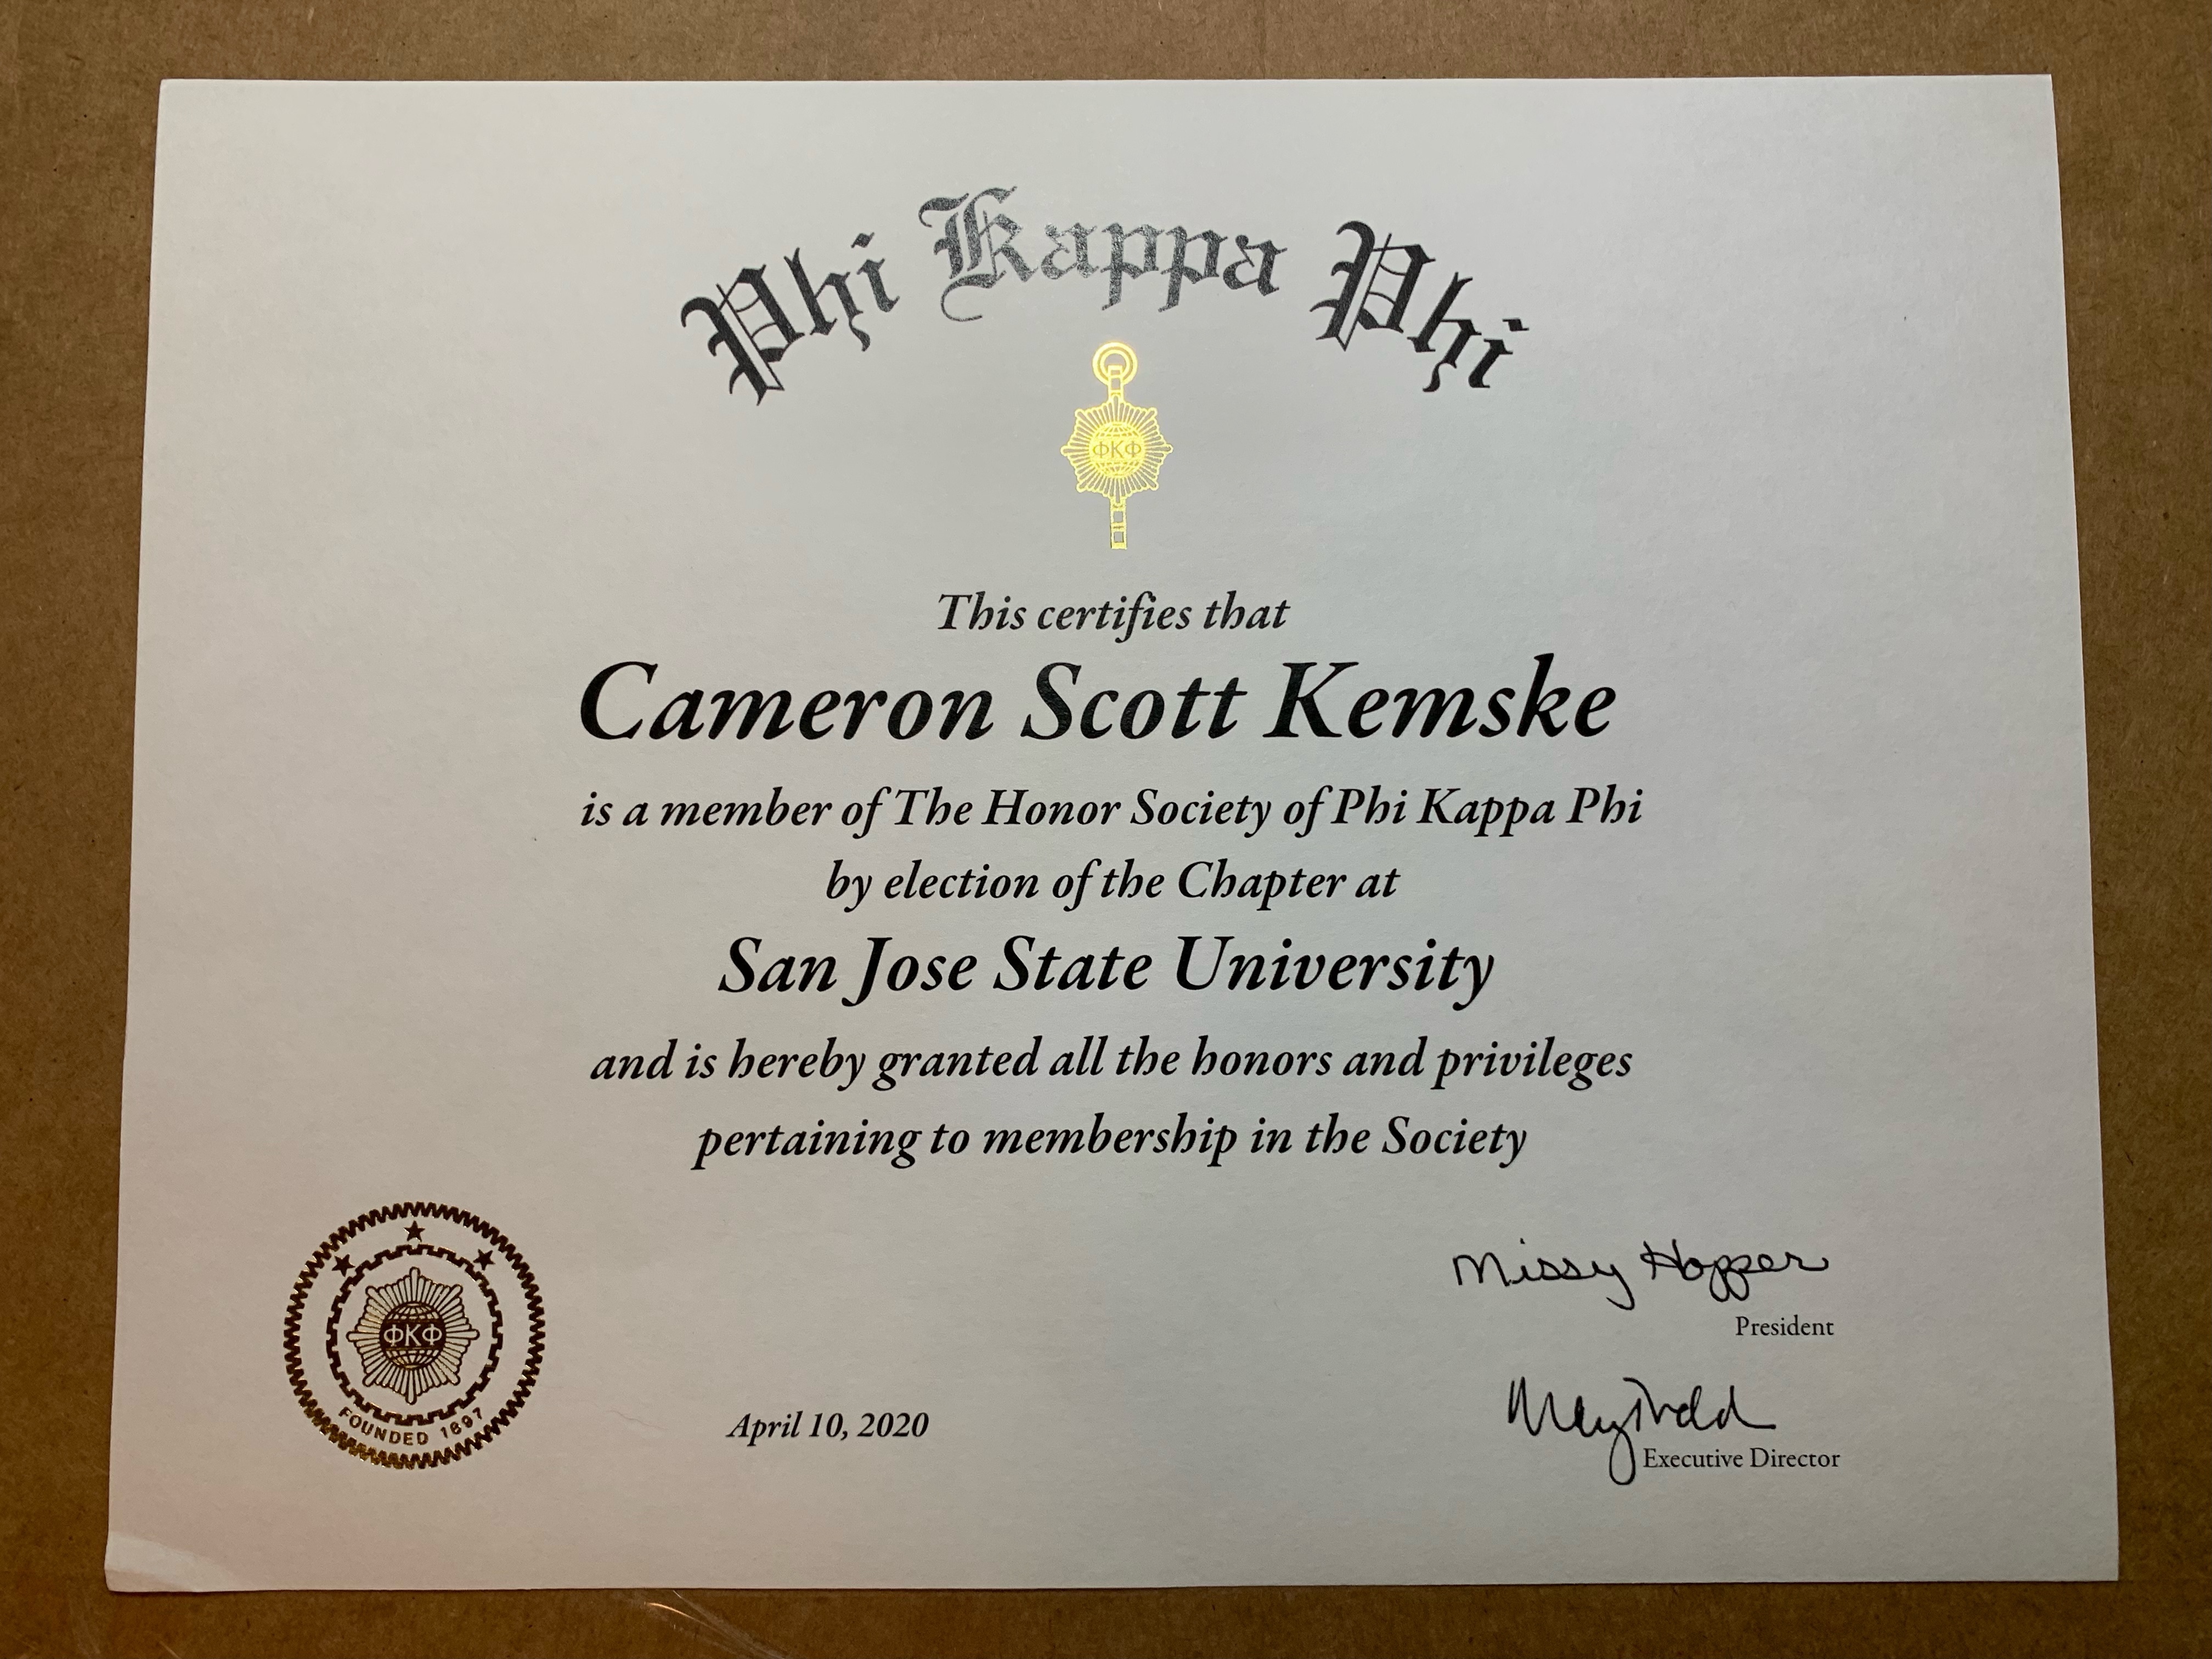 Phi Kappa Phi
ΦΚΦ
This certifies that
Cameron Scott Kemske
is a member of The Honor Society of Phi Kappa Phi
by election of the Chapter at
San Jose State University
and is hereby granted all the honors and privileges
pertaining to membership in the Society
ΦΚΦ
FOUNDED 1897
April 10, 2020
Missy Hopper
President
Executive Director